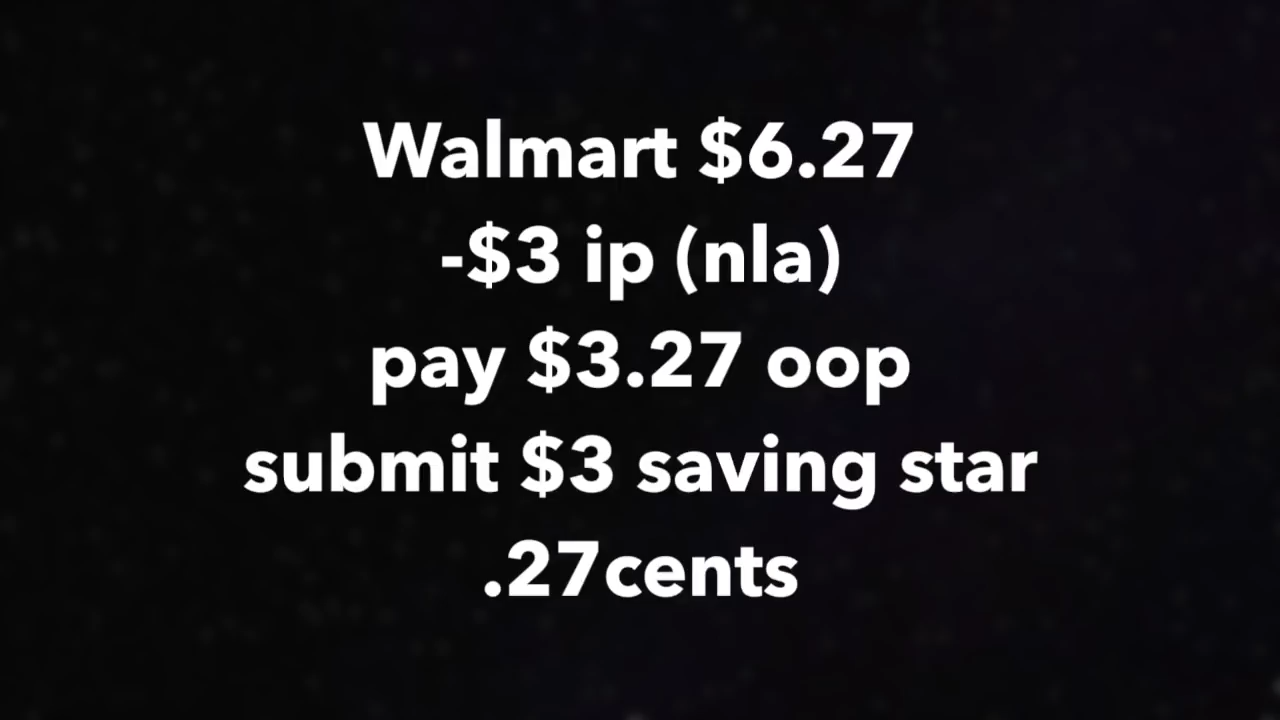 Walmart $6.27
-$3 ip (nla)
pay $3.27 oop
submit $3 saving star
.27cents